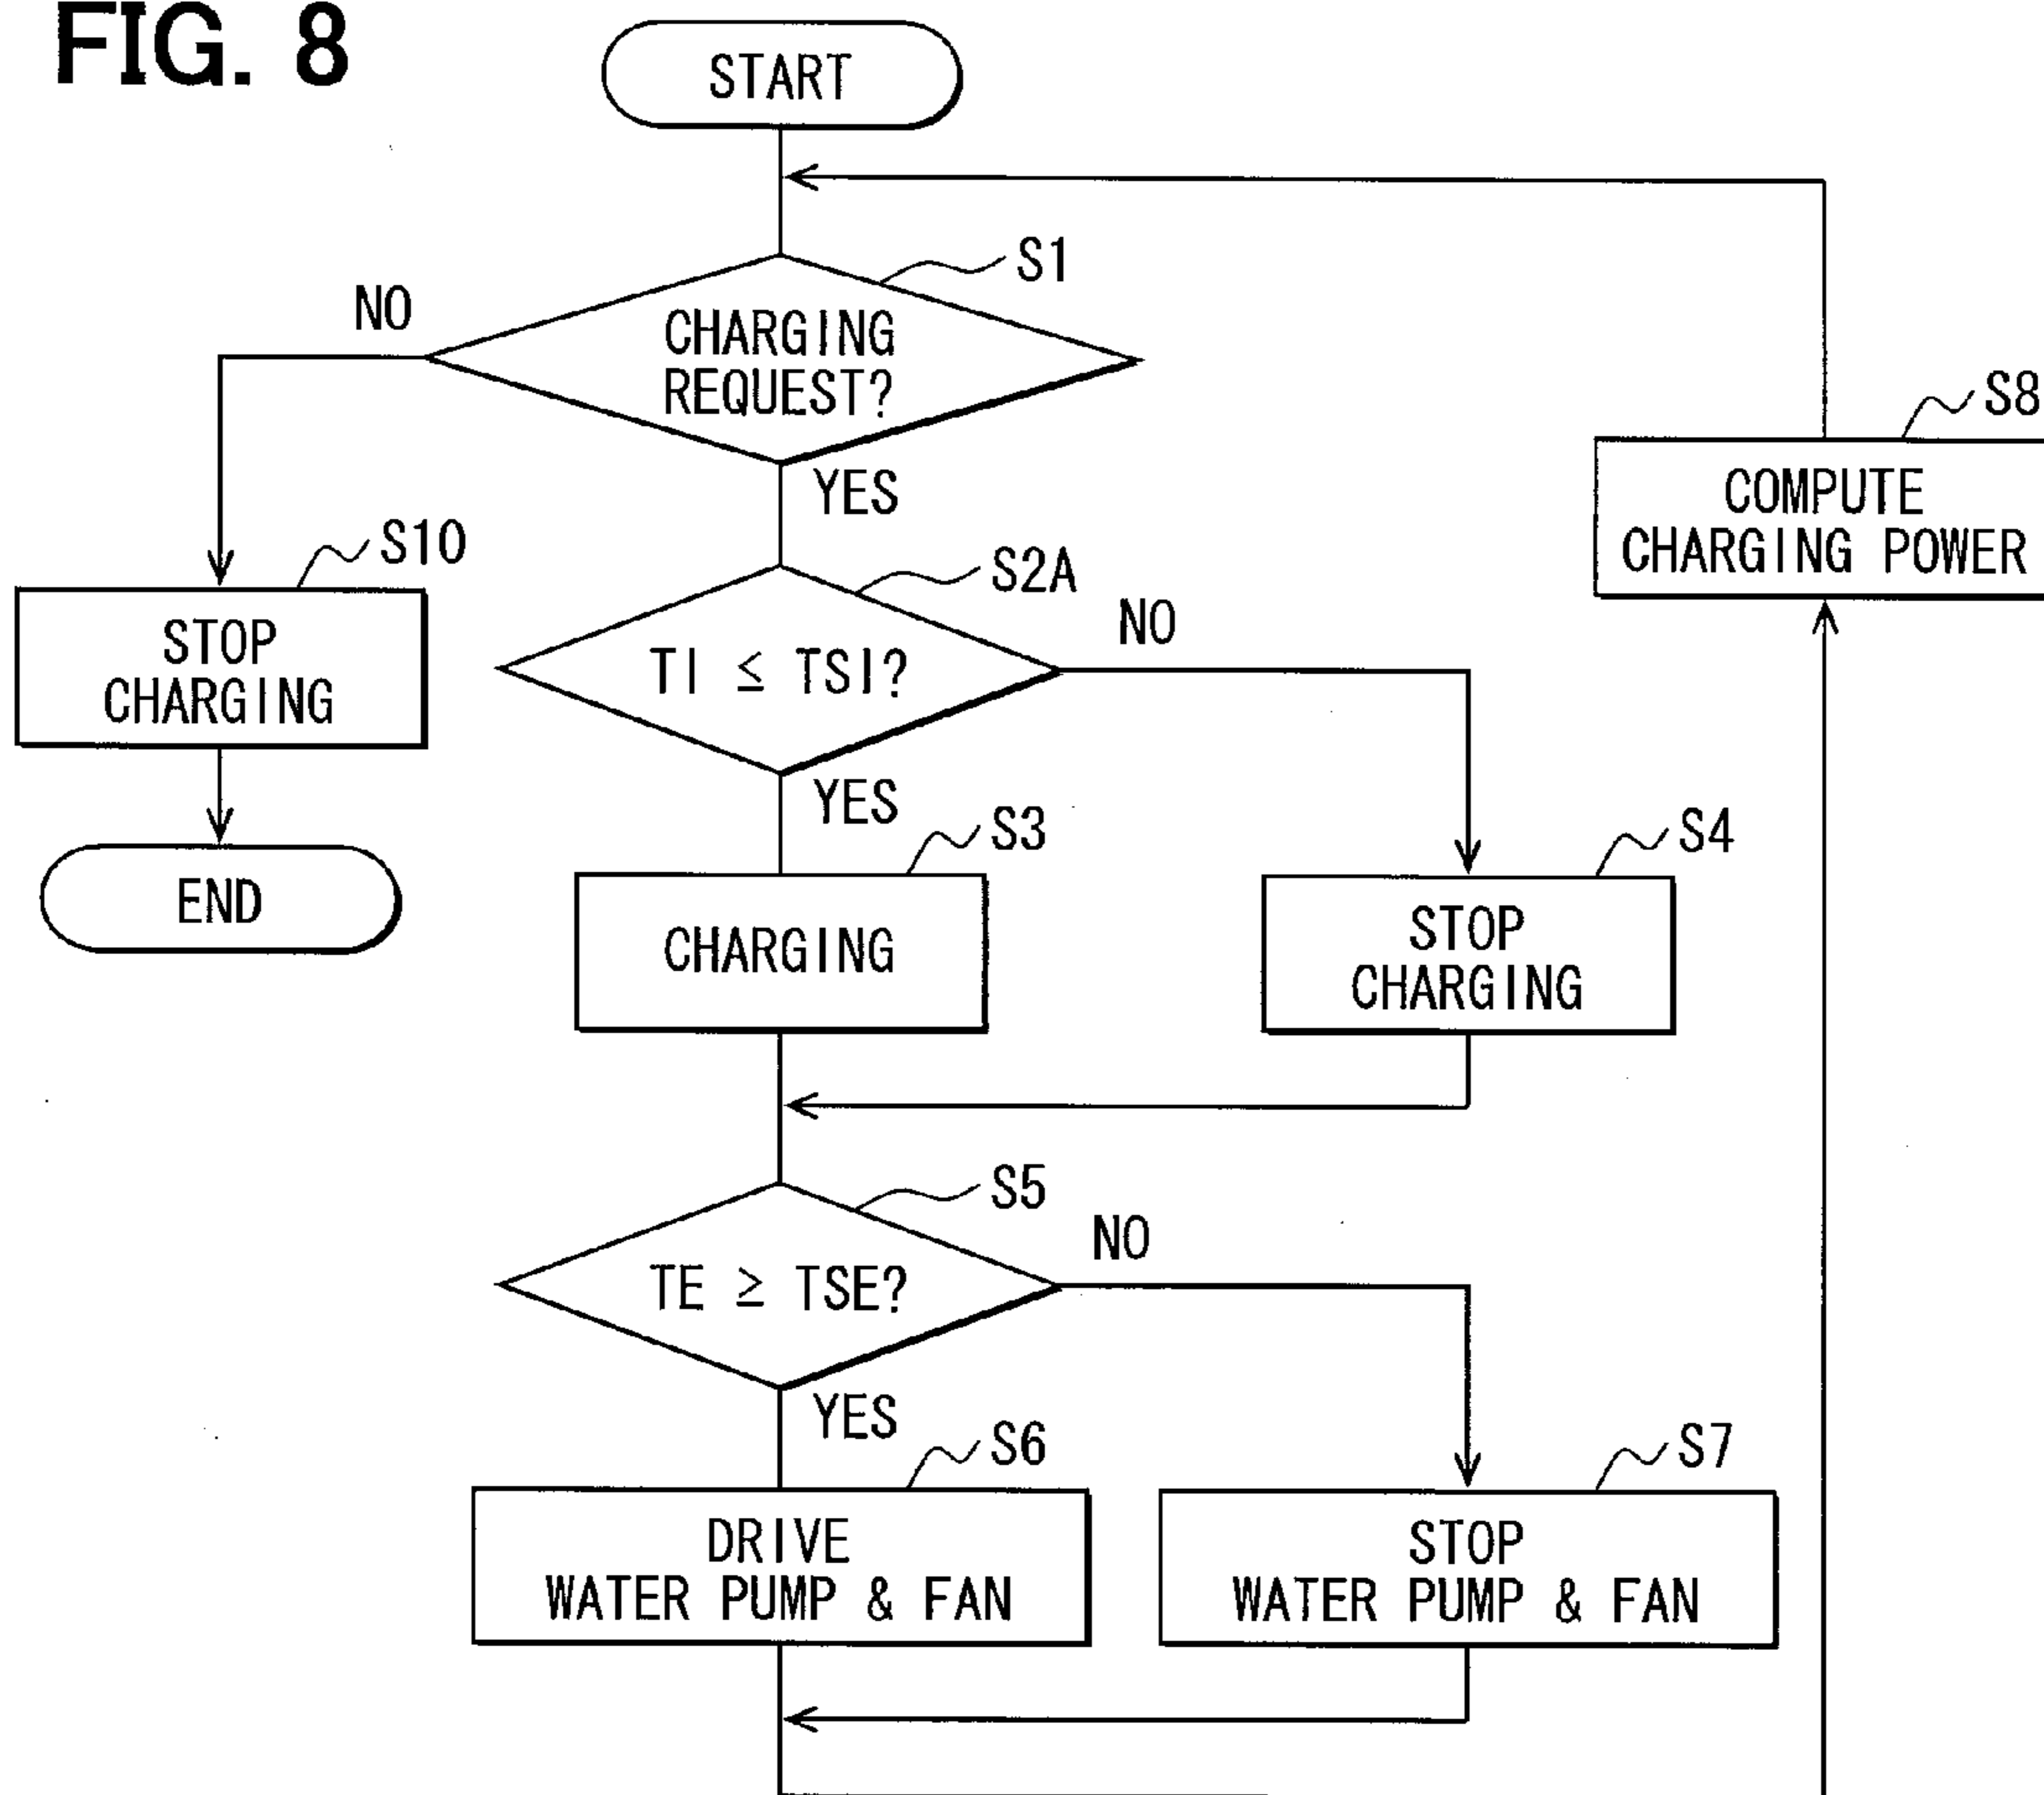 FIG. 8
START
S1
NO
CHARGING
REQUEST?
YES
S8
COMPUTE
CHARGING POWER
S10
STOP
CHARGING
END
S2A
NO
TI ≤ TSI?
YES
S3
CHARGING
S4
STOP
CHARGING
S5
NO
TE ≥ TSE?
YES
S6
DRIVE
WATER PUMP & FAN
S7
STOP
WATER PUMP & FAN